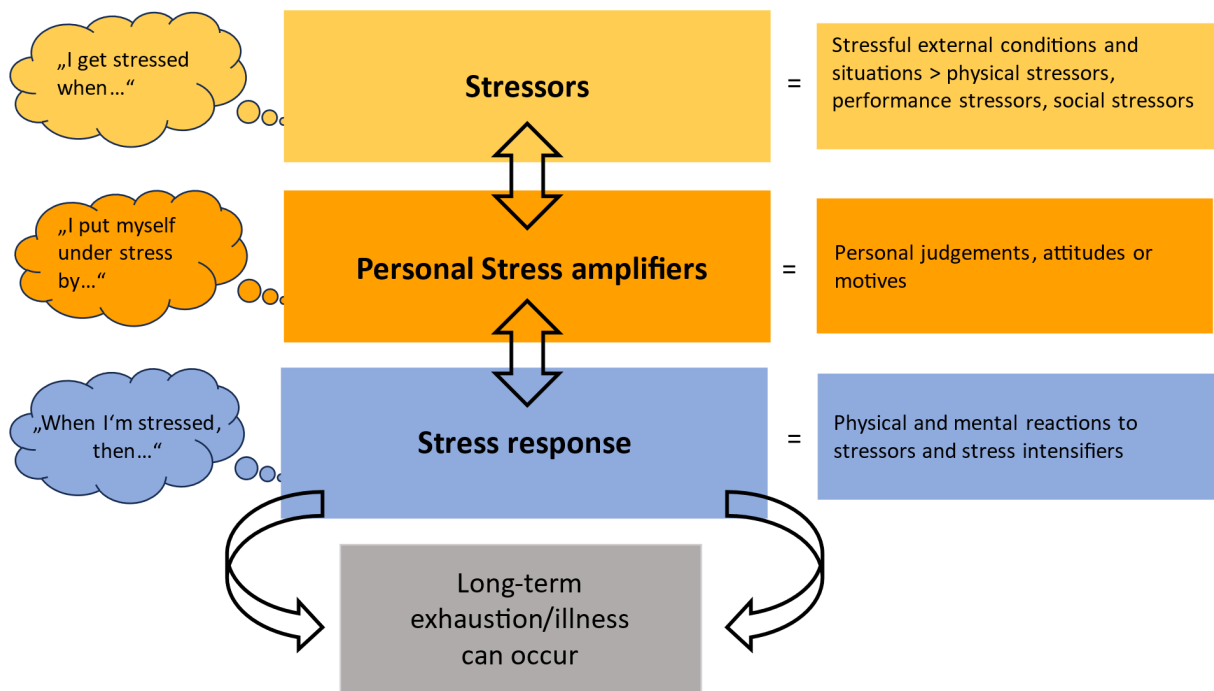 „I get stressed
when…“
Stressors
=
Stressful external conditions and
situations > physical stressors,
performance stressors, social stressors
„I put myself
under stress
by…“
Personal Stress amplifiers
=
Personal judgements, attitudes or
motives
„When I‘m stressed,
then…“
Stress response
=
Physical and mental reactions to
stressors and stress intensifiers
Long-term
exhaustion/illness
can occur